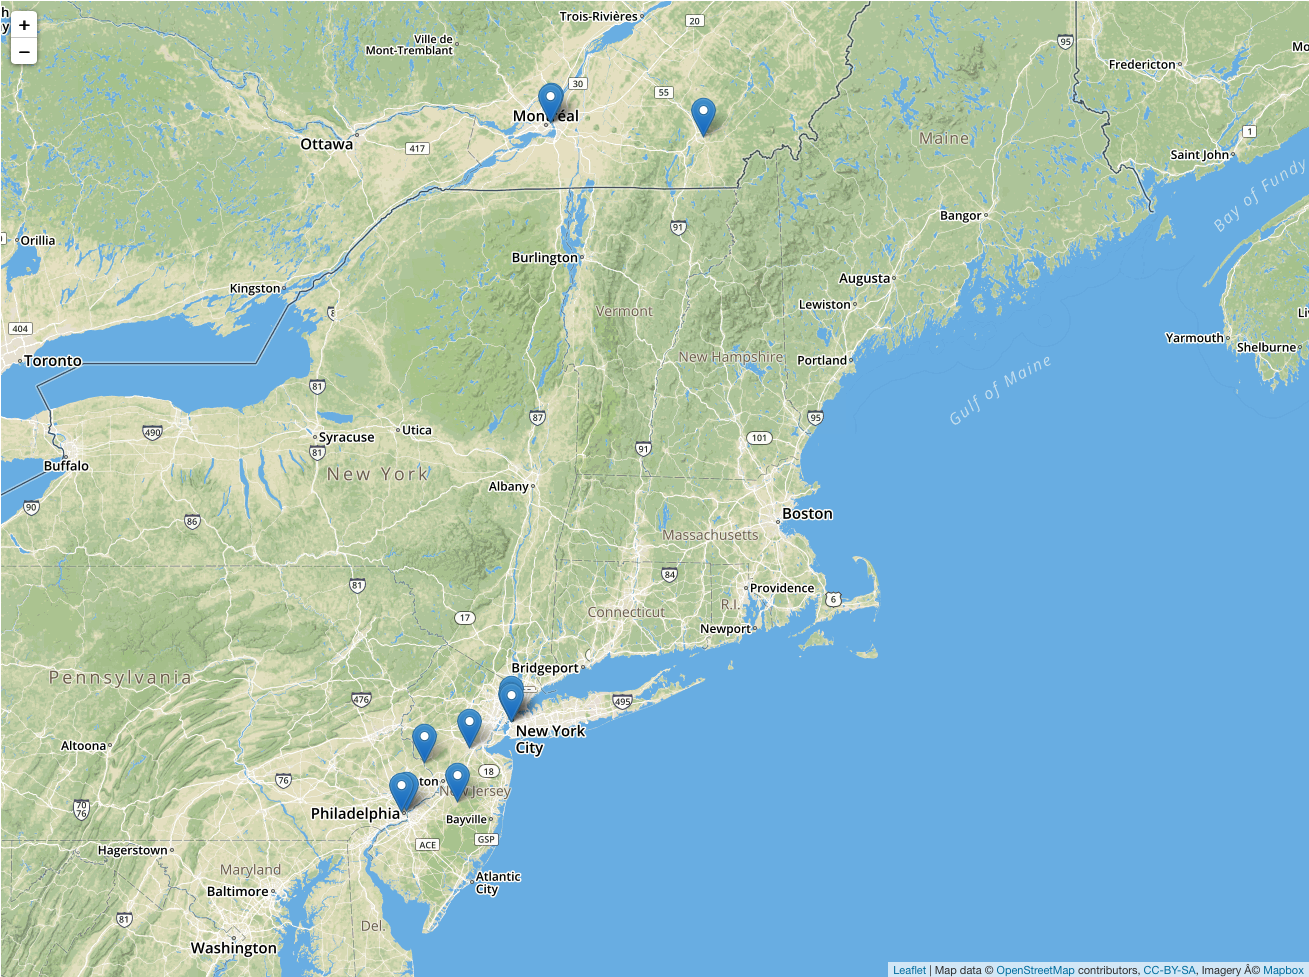 h
y
+
−
Trois-Rivières
20
Ville de
Mont-Tremblant
95
Fredericton
Mo
30
55
Montréal
Ottawa
417
Maine
1
Saint John
Bay of Fundy
Bangor
91
Orillia
Burlington
Augusta
Kingston
Lewiston
Vermont
404
Toronto
New Hampshire
Portland
Yarmouth
Li
Shelburne
Gulf of Maine
81
87
95
490
Syracuse
Utica
101
81
91
Buffalo
New York
Albany
90
86
Boston
Massachusetts
84
81
Providence
6
Connecticut
R.I.
17
Newport
Bridgeport
Pennsylvania
476
495
New York
City
Altoona
76
ton
18
New Jersey
70
76
Philadelphia
Bayville
ACE
GSP
Hagerstown
Maryland
Atlantic
City
Baltimore
81
Del.
Washington
Leaflet | Map data © OpenStreetMap contributors, CC-BY-SA, Imagery Â© Mapbox